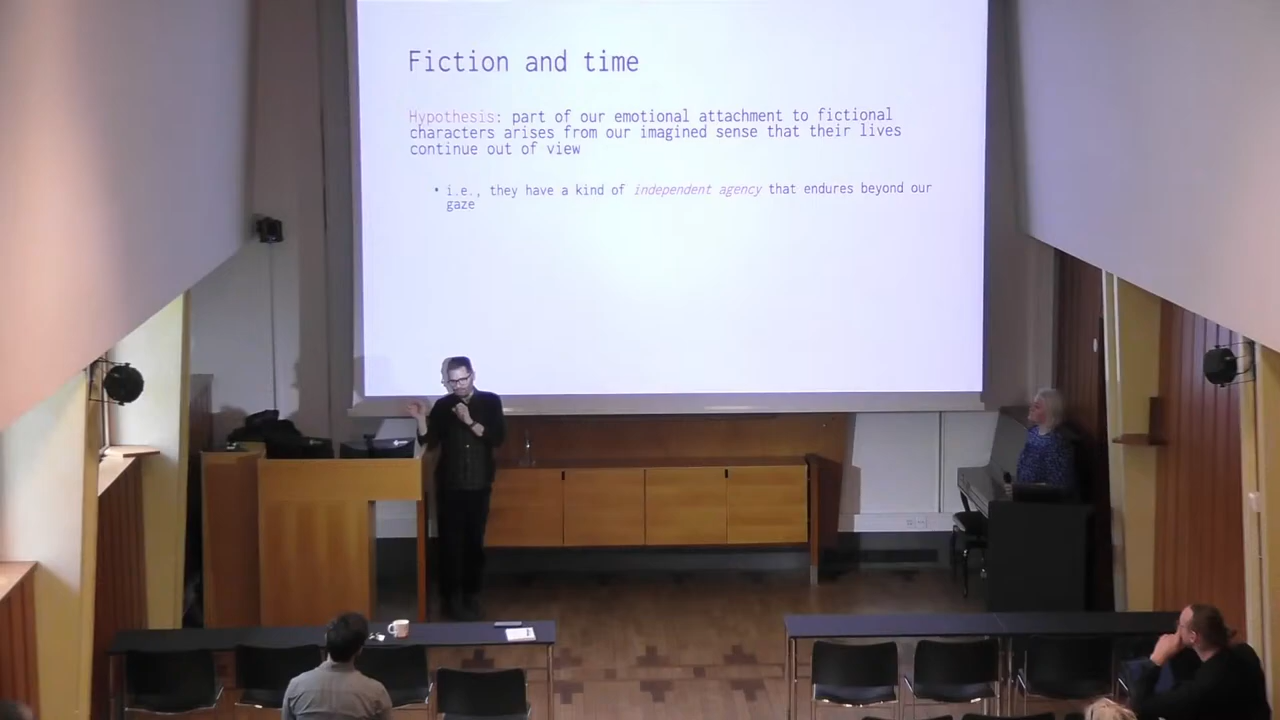 Fiction and time
Hypothesis: part of our emotional attachment to fictional
characters arises from our imagined sense that their lives
continue out of view
• i.e., they have a kind of independent agency that endures beyond our
gaze